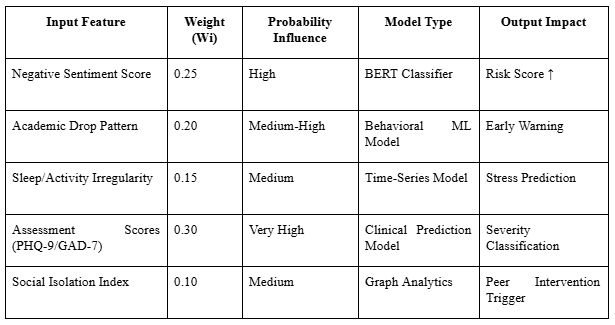 Input Feature Weight (Wi) Probability Influence Model Type Output Impact
Negative Sentiment Score 0.25 High BERT Classifier Risk Score ↑
Academic Drop Pattern 0.20 Medium-High Behavioral ML Model Early Warning
Sleep/Activity Irregularity 0.15 Medium Time-Series Model Stress Prediction
Assessment Scores (PHQ-9/GAD-7) 0.30 Very High Clinical Prediction Model Severity Classification
Social Isolation Index 0.10 Medium Graph Analytics Peer Intervention Trigger